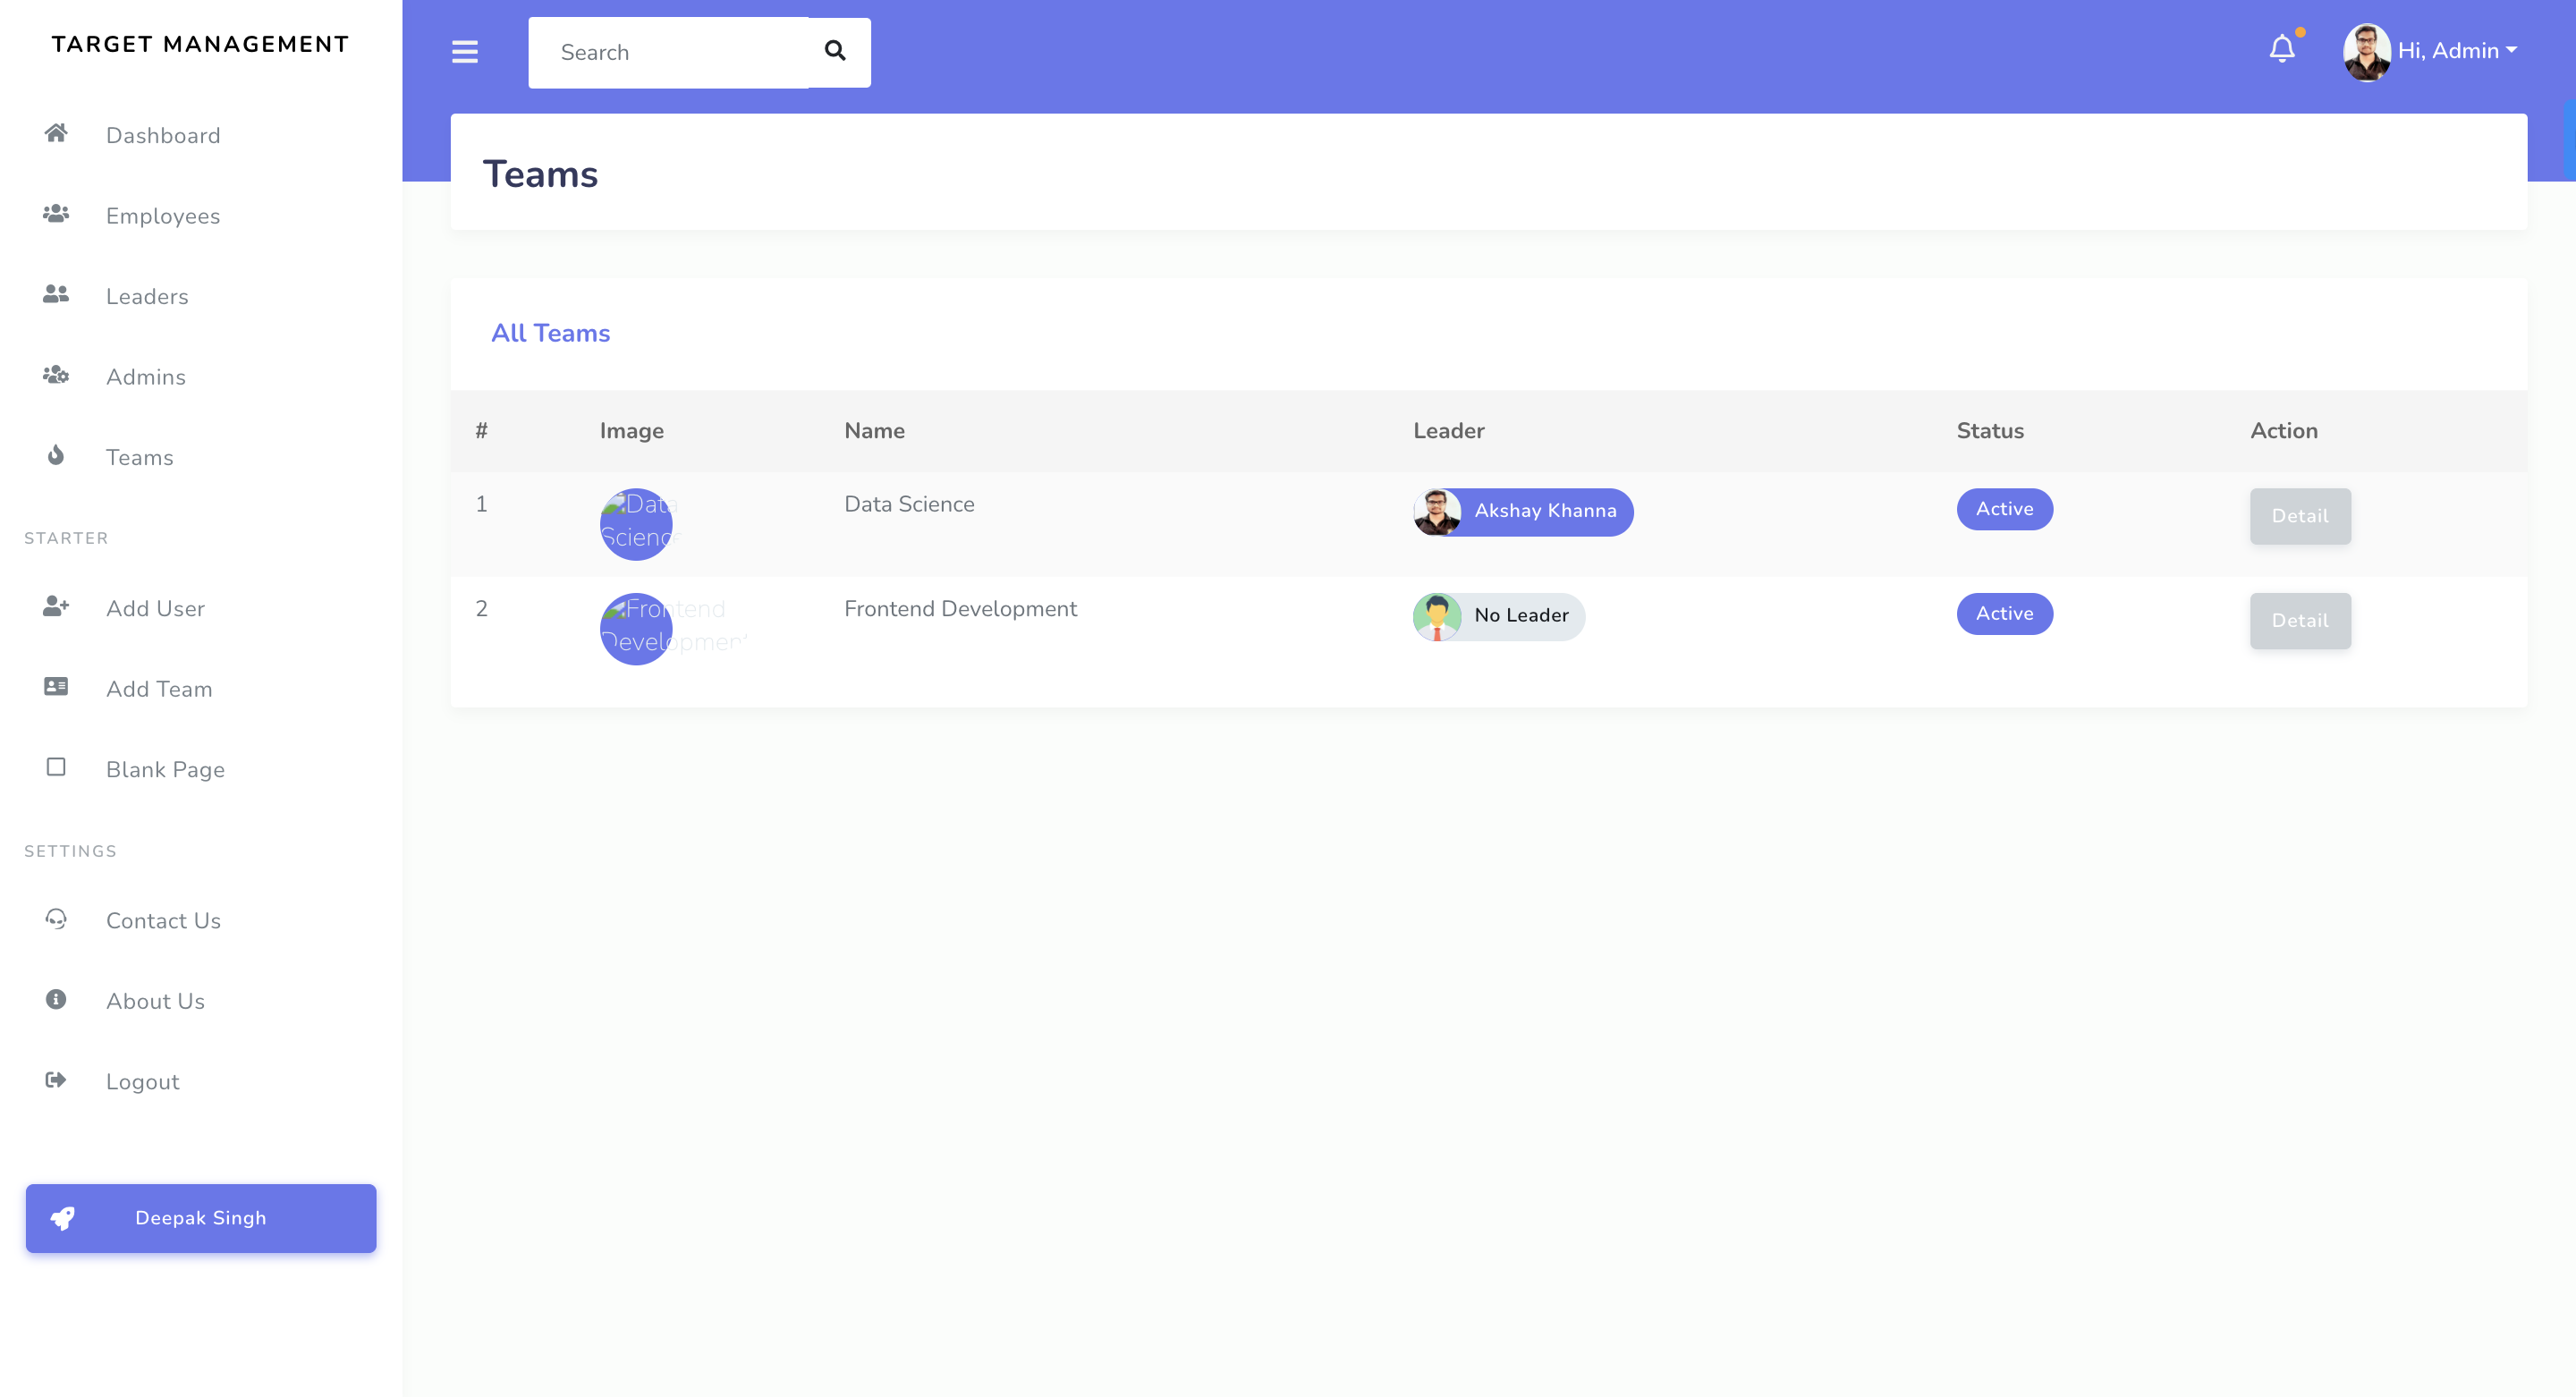 TARGET MANAGEMENT
Search
Hi, Admin
Dashboard
Employees
Leaders
Admins
Teams
STARTER
Add User
Add Team
Blank Page
SETTINGS
Contact Us
About Us
Logout
Deepak Singh
Teams
All Teams
# Image Name Leader Status Action
1 Data Science Data Science Akshay Khanna Active Detail
2 Frontend Development Frontend Development No Leader Active Detail